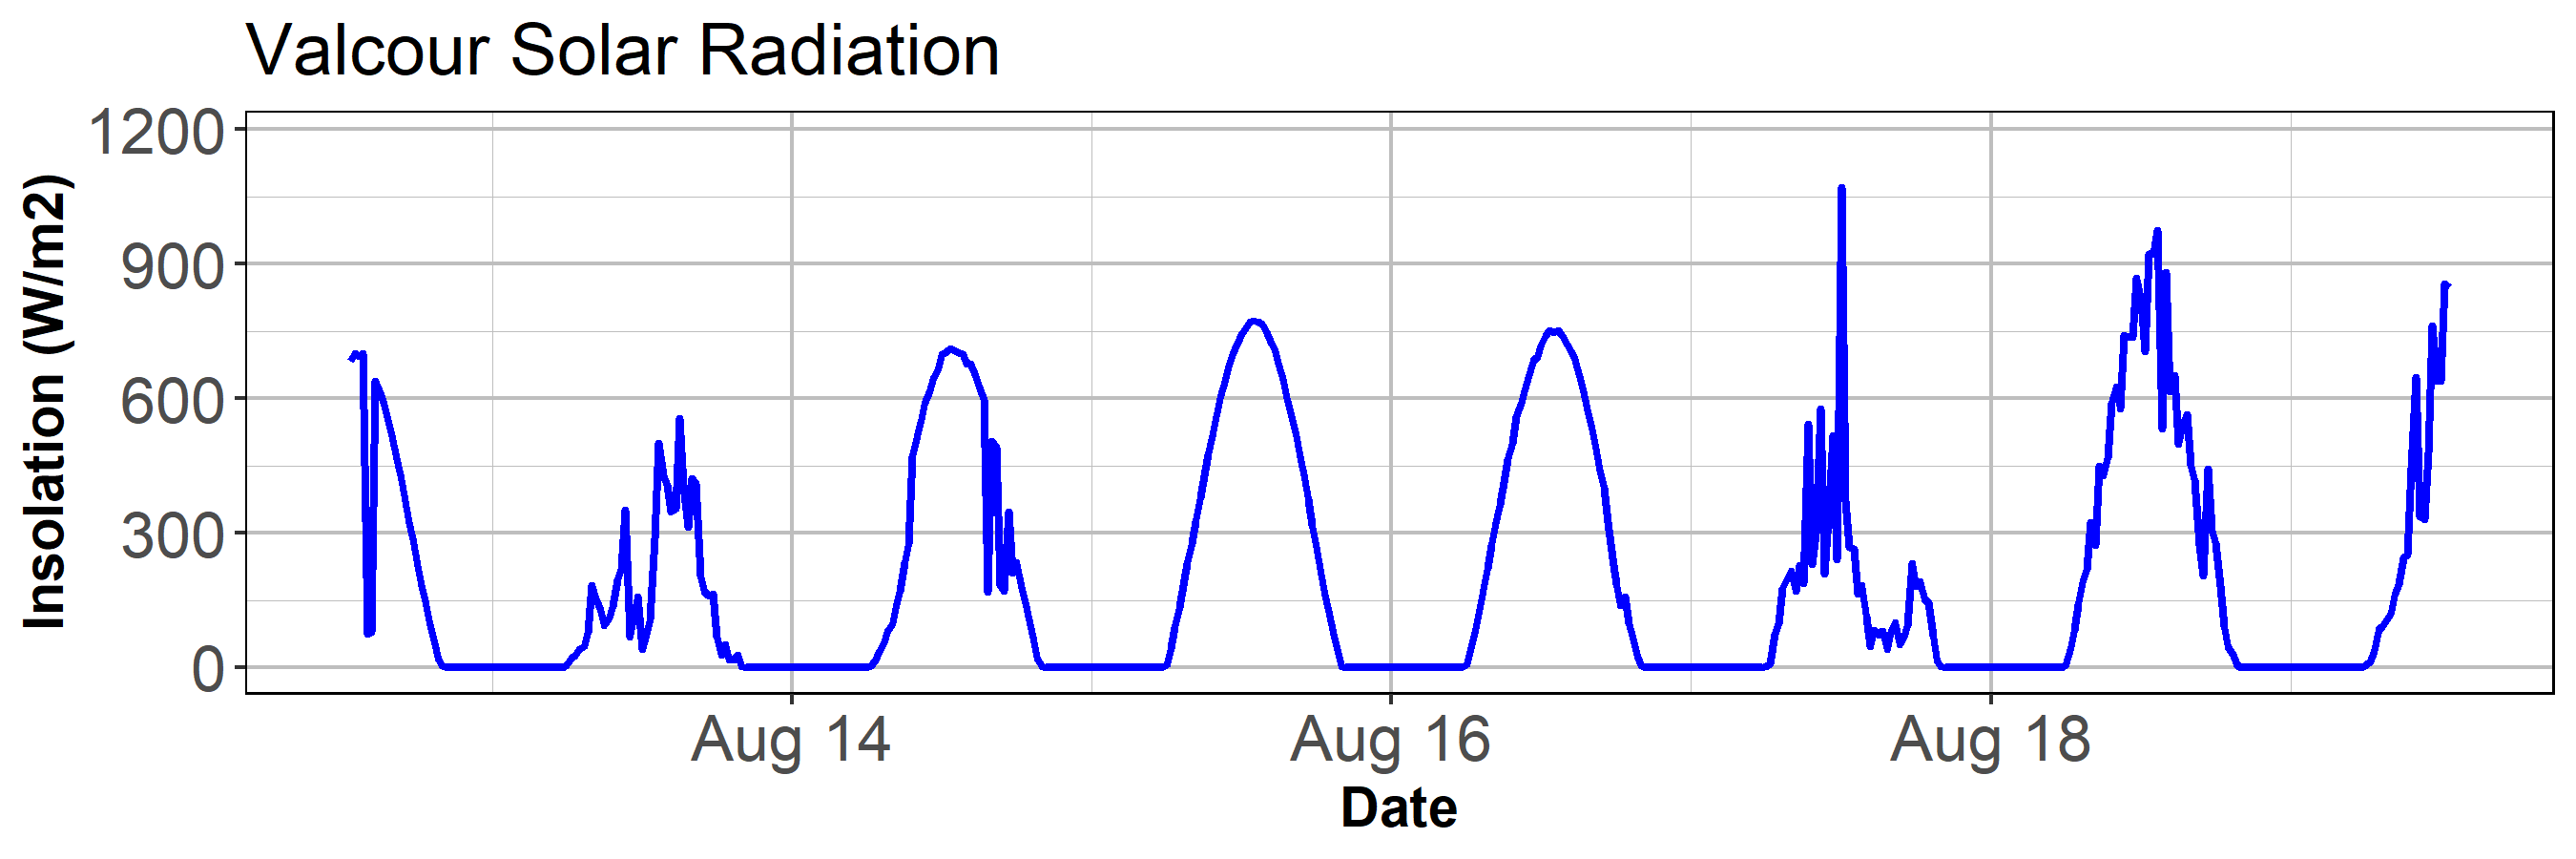 Valcour Solar Radiation
Insolation (W/m2)
1200
900
600
300
0
Aug 14 Aug 16 Aug 18
Date